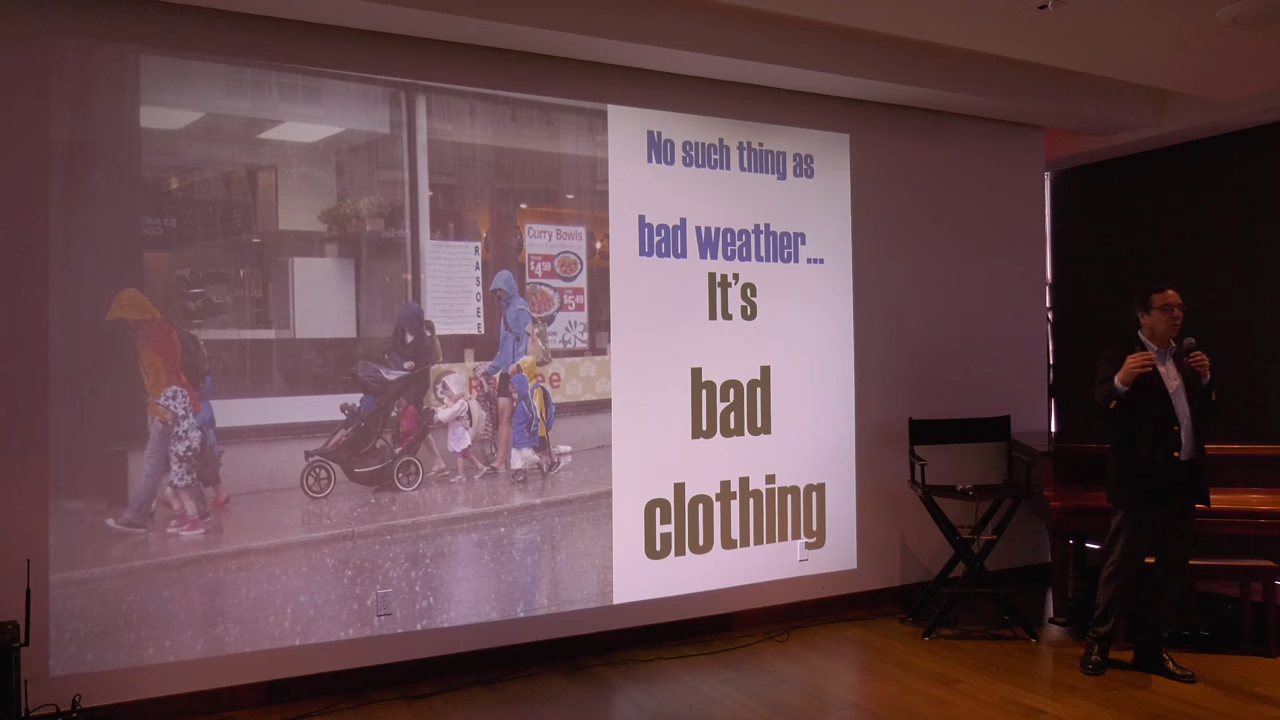 No such thing as
bad weather...
It's
bad
clothing
Curry Bowls
$4.59
$5.49
RASOEE